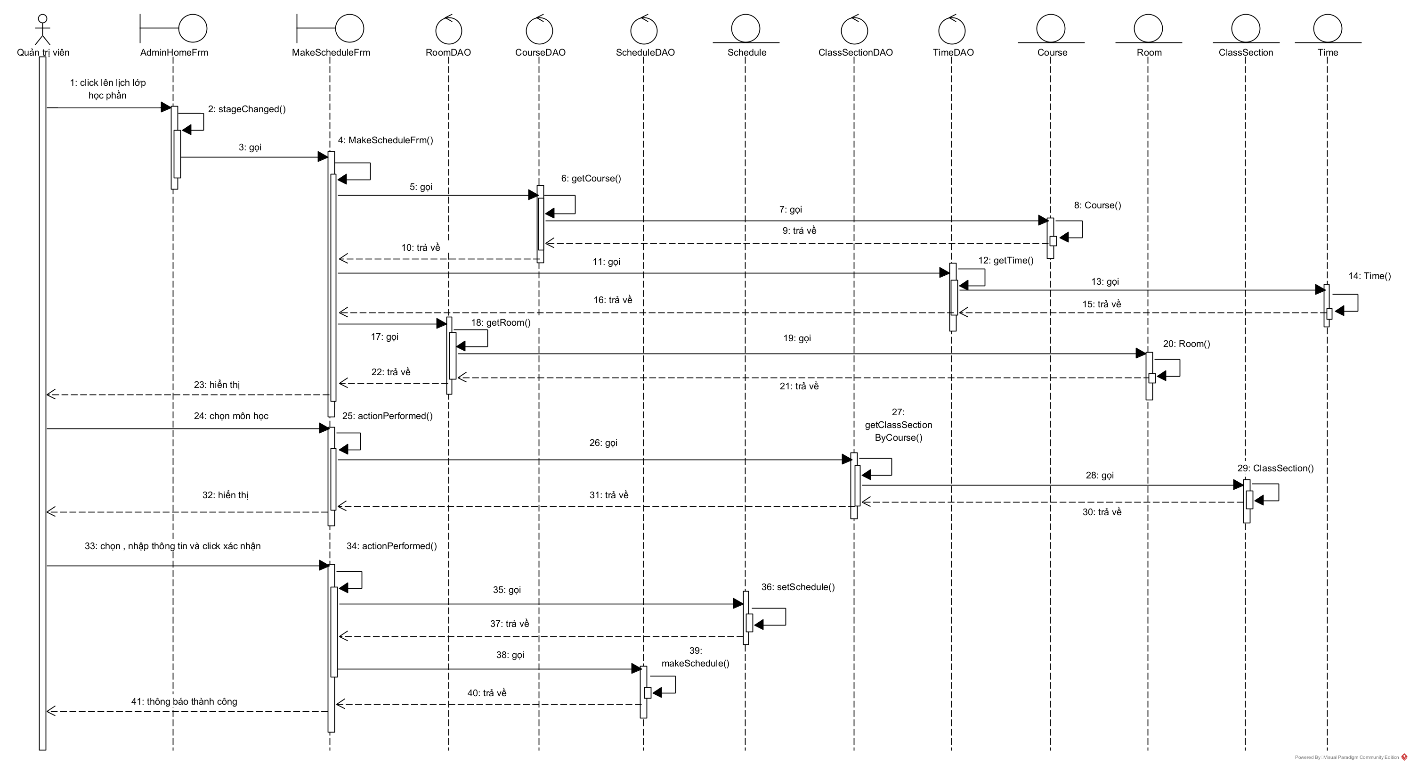 Quản trị viên
AdminHomeFrm
MakeScheduleFrm
RoomDAO
CourseDAO
ScheduleDAO
Schedule
ClassSectionDAO
TimeDAO
Course
Room
ClassSection
Time
1: click lên lịch lớp
học phần
2: stageChanged()
3: gọi
4: MakeScheduleFrm()
5: gọi
6: getCourse()
7: gọi
8: Course()
9: trả về
10: trả về
11: gọi
12: getTime()
13: gọi
14: Time()
15: trả về
16: trả về
17: gọi
18: getRoom()
19: gọi
20: Room()
21: trả về
22: trả về
23: hiển thị
24: chọn môn học
25: actionPerformed()
26: gọi
27:
getClassSection
ByCourse()
28: gọi
29: ClassSection()
30: trả về
31: trả về
32: hiển thị
33: chọn , nhập thông tin và click xác nhận
34: actionPerformed()
35: gọi
36: setSchedule()
37: trả về
38: gọi
39:
makeSchedule()
40: trả về
41: thông báo thành công
Powered By: Visual Paradigm Community Edition